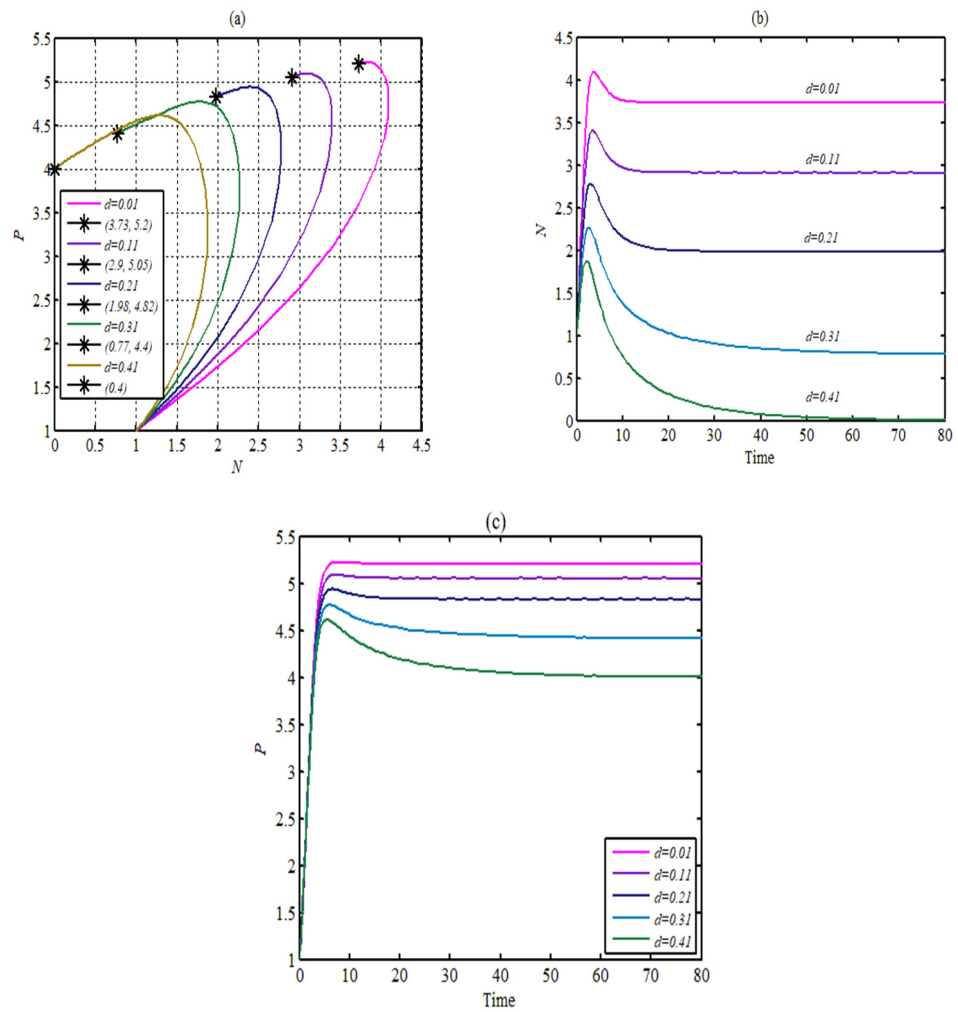 (a)
5.5
5
4.5
4
3.5
3
2.5
2
1.5
1
P
d=0.01
(3.73, 5.2)
d=0.11
(2.9, 5.05)
d=0.21
(1.98, 4.82)
d=0.31
(0.77, 4.4)
d=0.41
(0.4)
0 0.5 1 1.5 2 2.5 3 3.5 4 4.5
N
(b)
4.5
4
3.5
3
2.5
2
1.5
1
0.5
0
N
d=0.01
d=0.11
d=0.21
d=0.31
d=0.41
0 10 20 30 40 50 60 70 80
Time
(c)
5.5
5
4.5
4
3.5
3
2.5
2
1.5
1
P
d=0.01
d=0.11
d=0.21
d=0.31
d=0.41
0 10 20 30 40 50 60 70 80
Time